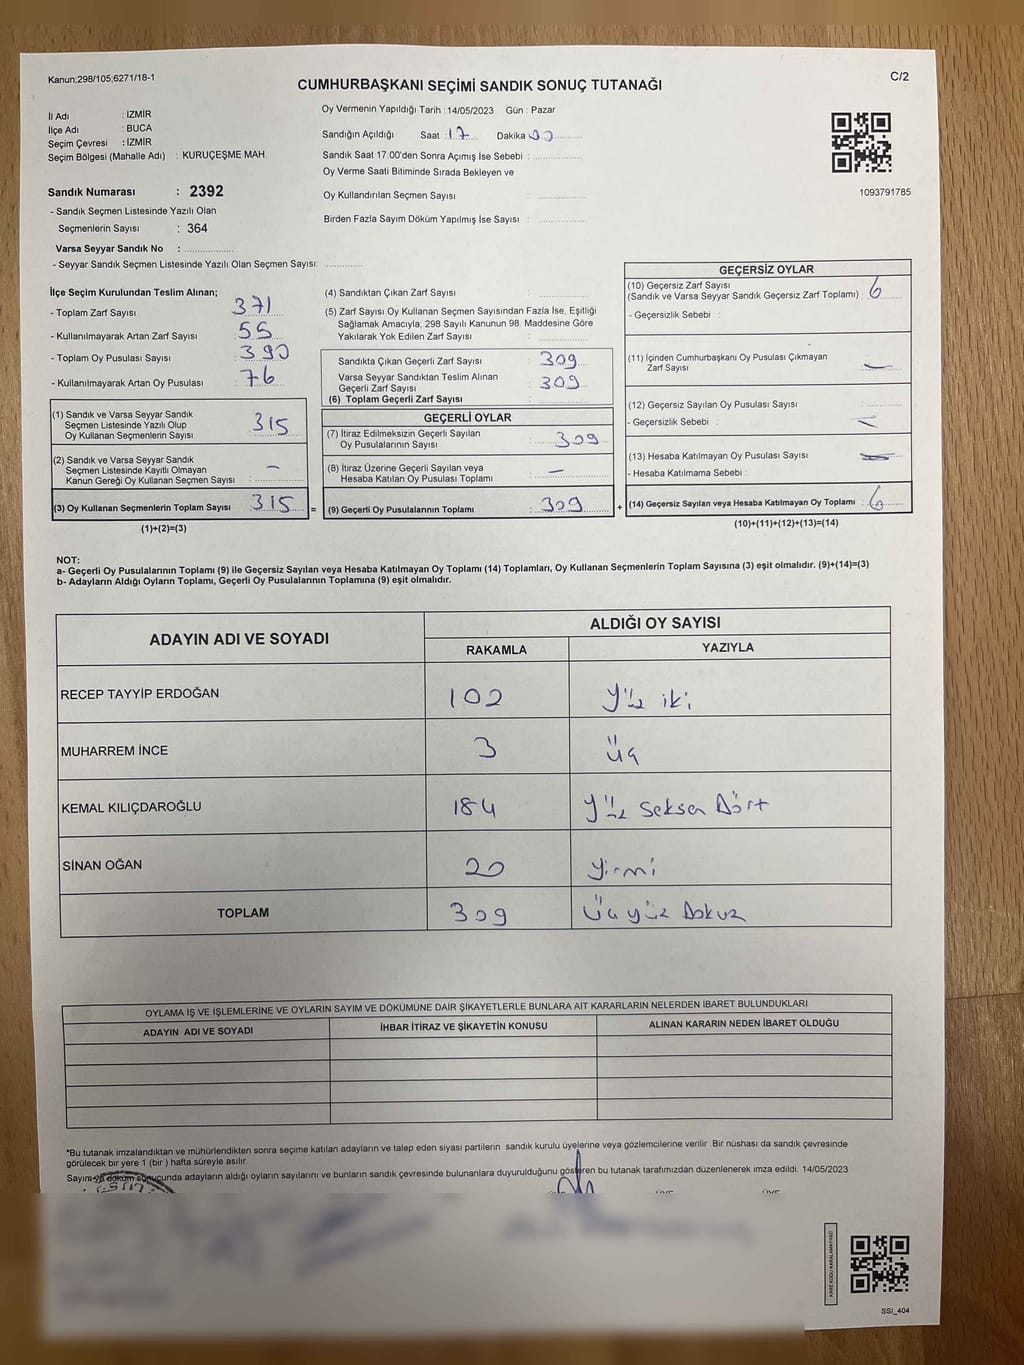 Kanun;298/105;6271/18-1
C/2
CUMHURBAŞKANI SEÇİMİ SANDIK SONUÇ TUTANAĞI
İl Adı : İZMİR
İlçe Adı : BUCA
Seçim Çevresi : İZMİR
Seçim Bölgesi (Mahalle Adı) : KURUÇEŞME MAH.
Sandık Numarası : 2392
- Sandık Seçmen Listesinde Yazılı Olan
Seçmenlerin Sayısı : 364
Varsa Seyyar Sandık No :
- Seyyar Sandık Seçmen Listesinde Yazılı Olan Seçmen Sayısı:
Oy Vermenin Yapıldığı Tarih : 14/05/2023 Gün : Pazar
Sandığın Açıldığı Saat : 17 Dakika 00
Sandık Saat 17:00'den Sonra Açımış İse Sebebi :
Oy Verme Saati Bitiminde Sırada Bekleyen ve
Oy Kullandırılan Seçmen Sayısı :
Birden Fazla Sayım Döküm Yapılmış İse Sayısı :
1093791785
İlçe Seçim Kurulundan Teslim Alınan;
- Toplam Zarf Sayısı : 371
- Kullanılmayarak Artan Zarf Sayısı : 55
- Toplam Oy Pusulası Sayısı : 390
- Kullanılmayarak Artan Oy Pusulası : 76
(1) Sandık ve Varsa Seyyar Sandık
Seçmen Listesinde Yazılı Olup
Oy Kullanan Seçmenlerin Sayısı : 315
(2) Sandık ve Varsa Seyyar Sandık
Seçmen Listesinde Kayıtlı Olmayan
Kanun Gereği Oy Kullanan Seçmen Sayısı : –
(3) Oy Kullanan Seçmenlerin Toplam Sayısı : 315 =
(1)+(2)=(3)
(4) Sandıktan Çıkan Zarf Sayısı :
(5) Zarf Sayısı Oy Kullanan Seçmen Sayısından Fazla İse, Eşitliği
Sağlamak Amacıyla, 298 Sayılı Kanunun 98. Maddesine Göre
Yakılarak Yok Edilen Zarf Sayısı :
Sandıkta Çıkan Geçerli Zarf Sayısı : 309
Varsa Seyyar Sandıktan Teslim Alınan
Geçerli Zarf Sayısı : 309
(6) Toplam Geçerli Zarf Sayısı :
GEÇERLİ OYLAR
(7) İtiraz Edilmeksizin Geçerli Sayılan
Oy Pusulalarının Sayısı : 309
(8) İtiraz Üzerine Geçerli Sayılan veya
Hesaba Katılan Oy Pusulası Toplamı : –
(9) Geçerli Oy Pusulalarının Toplamı : 309 +
GEÇERSİZ OYLAR
(10) Geçersiz Zarf Sayısı
(Sandık ve Varsa Seyyar Sandık Geçersiz Zarf Toplamı) : 6
- Geçersizlik Sebebi :
(11) İçinden Cumhurbaşkanı Oy Pusulası Çıkmayan
Zarf Sayısı : –
(12) Geçersiz Sayılan Oy Pusulası Sayısı :
- Geçersizlik Sebebi : –
(13) Hesaba Katılmayan Oy Pusulası Sayısı : –
- Hesaba Katılmama Sebebi :
(14) Geçersiz Sayılan veya Hesaba Katılmayan Oy Toplamı : 6
(10)+(11)+(12)+(13)=(14)
NOT:
a- Geçerli Oy Pusulalarının Toplamı (9) ile Geçersiz Sayılan veya Hesaba Katılmayan Oy Toplamı (14) Toplamları, Oy Kullanan Seçmenlerin Toplam Sayısına (3) eşit olmalıdır. (9)+(14)=(3)
b- Adayların Aldığı Oyların Toplamı, Geçerli Oy Pusulalarının Toplamına (9) eşit olmalıdır.
ADAYIN ADI VE SOYADI
ALDIĞI OY SAYISI
RAKAMLA YAZIYLA
RECEP TAYYİP ERDOĞAN 102 Yüz iki
MUHARREM İNCE 3 Üç
KEMAL KILIÇDAROĞLU 184 Yüz Seksen Dört
SİNAN OĞAN 20 Yirmi
TOPLAM 309 Üç yüz Dokuz
OYLAMA İŞ VE İŞLEMLERİNE VE OYLARIN SAYIM VE DÖKÜMÜNE DAİR ŞİKAYETLERLE BUNLARA AİT KARARLARIN NELERDEN İBARET BULUNDUKLARI
ADAYIN ADI VE SOYADI İHBAR İTİRAZ VE ŞİKAYETİN KONUSU ALINAN KARARIN NEDEN İBARET OLDUĞU
*Bu tutanak imzalandıktan ve mühürlendikten sonra seçime katılan adayların ve talep eden siyasi partilerin sandık kurulu üyelerine veya gözlemcilerine verilir. Bir nüshası da sandık çevresinde
görülecek bir yere 1 (bir ) hafta süreyle asılır.
Sayım ve döküm sonucunda adayların aldığı oyların sayılarını ve bunların sandık çevresinde bulunanlara duyurulduğunu gösteren bu tutanak tarafımızdan düzenlenerek imza edildi. 14/05/2023
KARE KODU KARALAMAYINIZ!
SSI_404